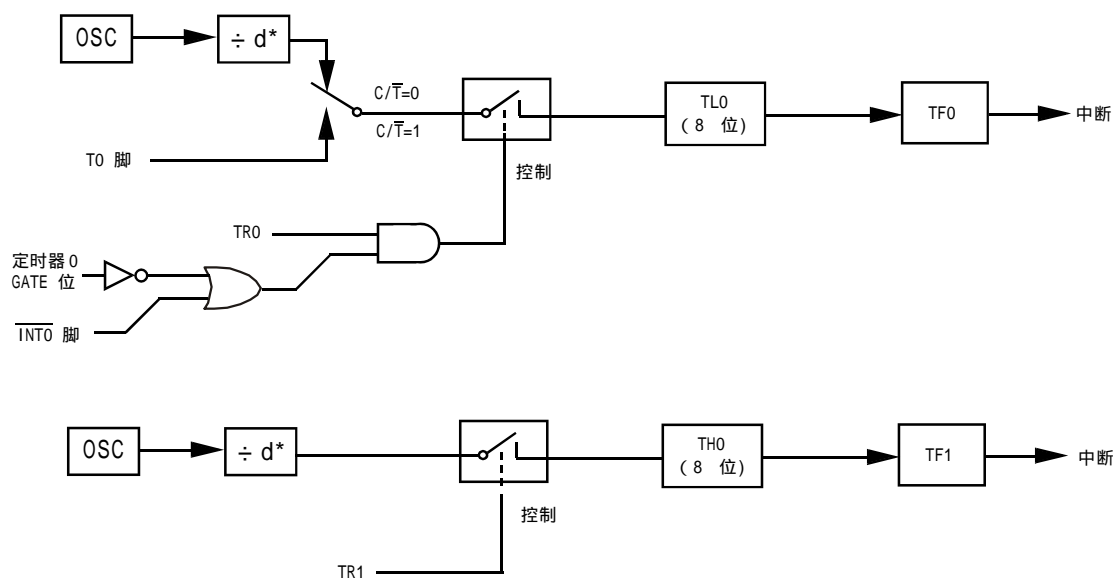 OSC
÷ d*
C/T̅=0
C/T̅=1
T0 脚
控制
TL0
(8 位)
TF0
中断
TR0
定时器0
GATE 位
I̅N̅T̅0̅ 脚
OSC
÷ d*
控制
TR1
TH0
(8 位)
TF1
中断